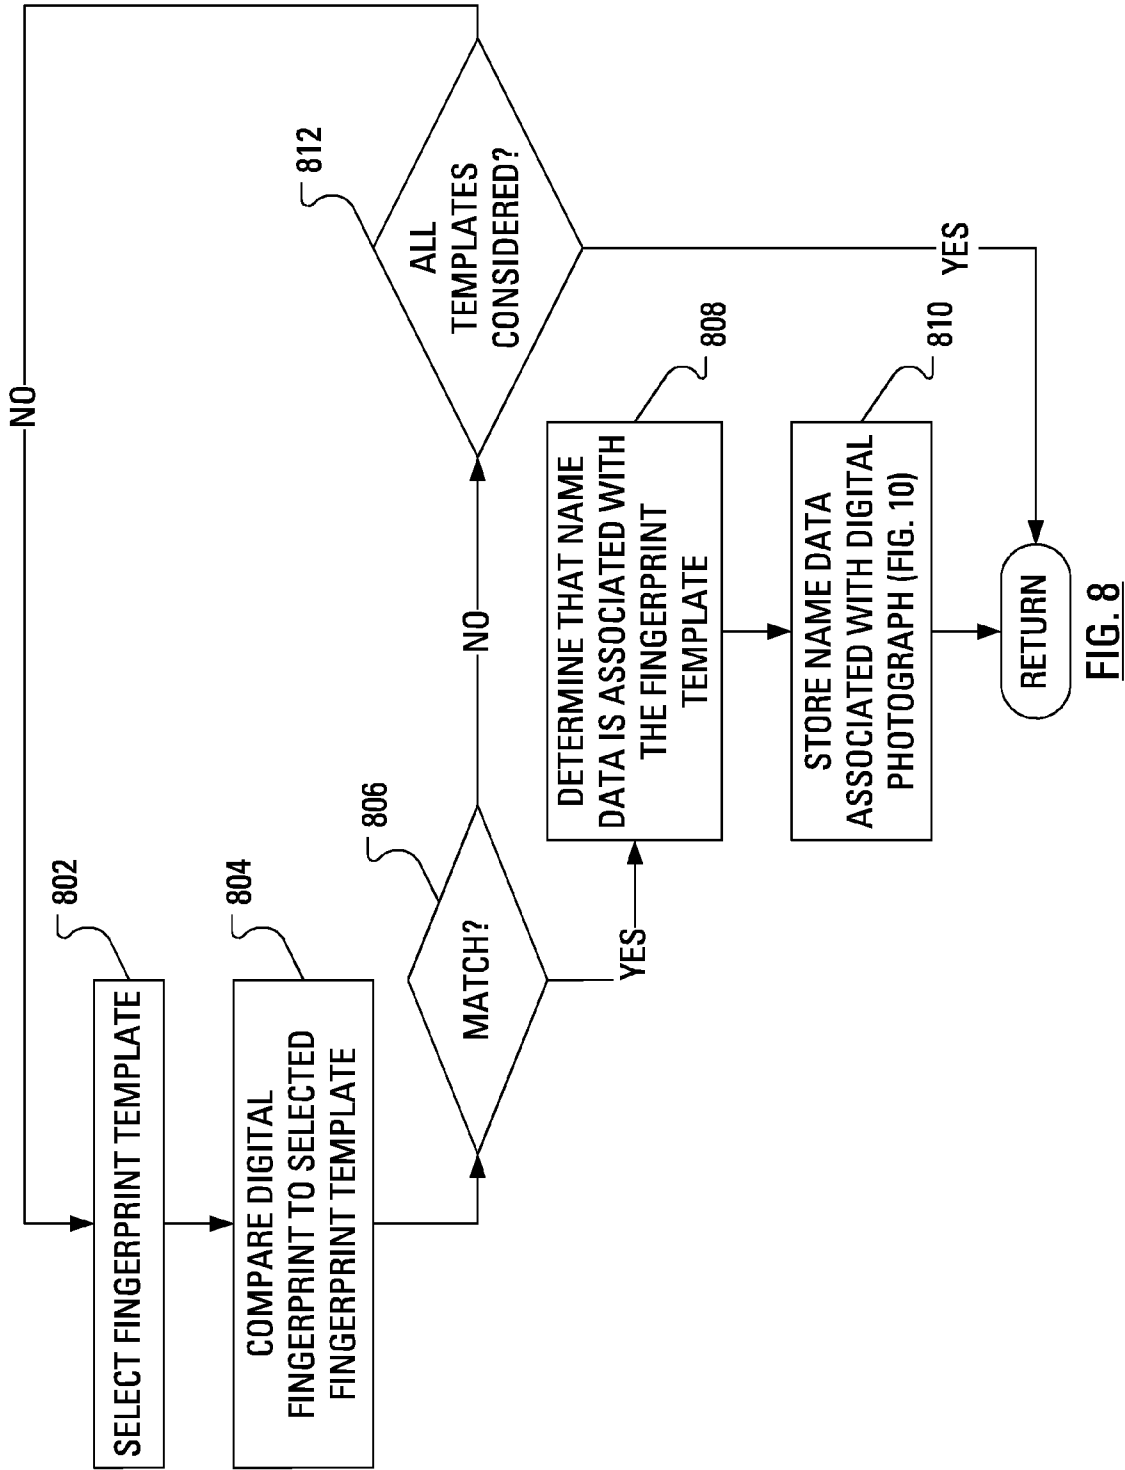 NO
802
SELECT FINGERPRINT TEMPLATE
804
COMPARE DIGITAL
FINGERPRINT TO SELECTED
FINGERPRINT TEMPLATE
806
MATCH?
NO
812
ALL
TEMPLATES
CONSIDERED?
YES
808
DETERMINE THAT NAME
DATA IS ASSOCIATED WITH
THE FINGERPRINT
TEMPLATE
YES
810
STORE NAME DATA
ASSOCIATED WITH DIGITAL
PHOTOGRAPH (FIG. 10)
RETURN
FIG. 8